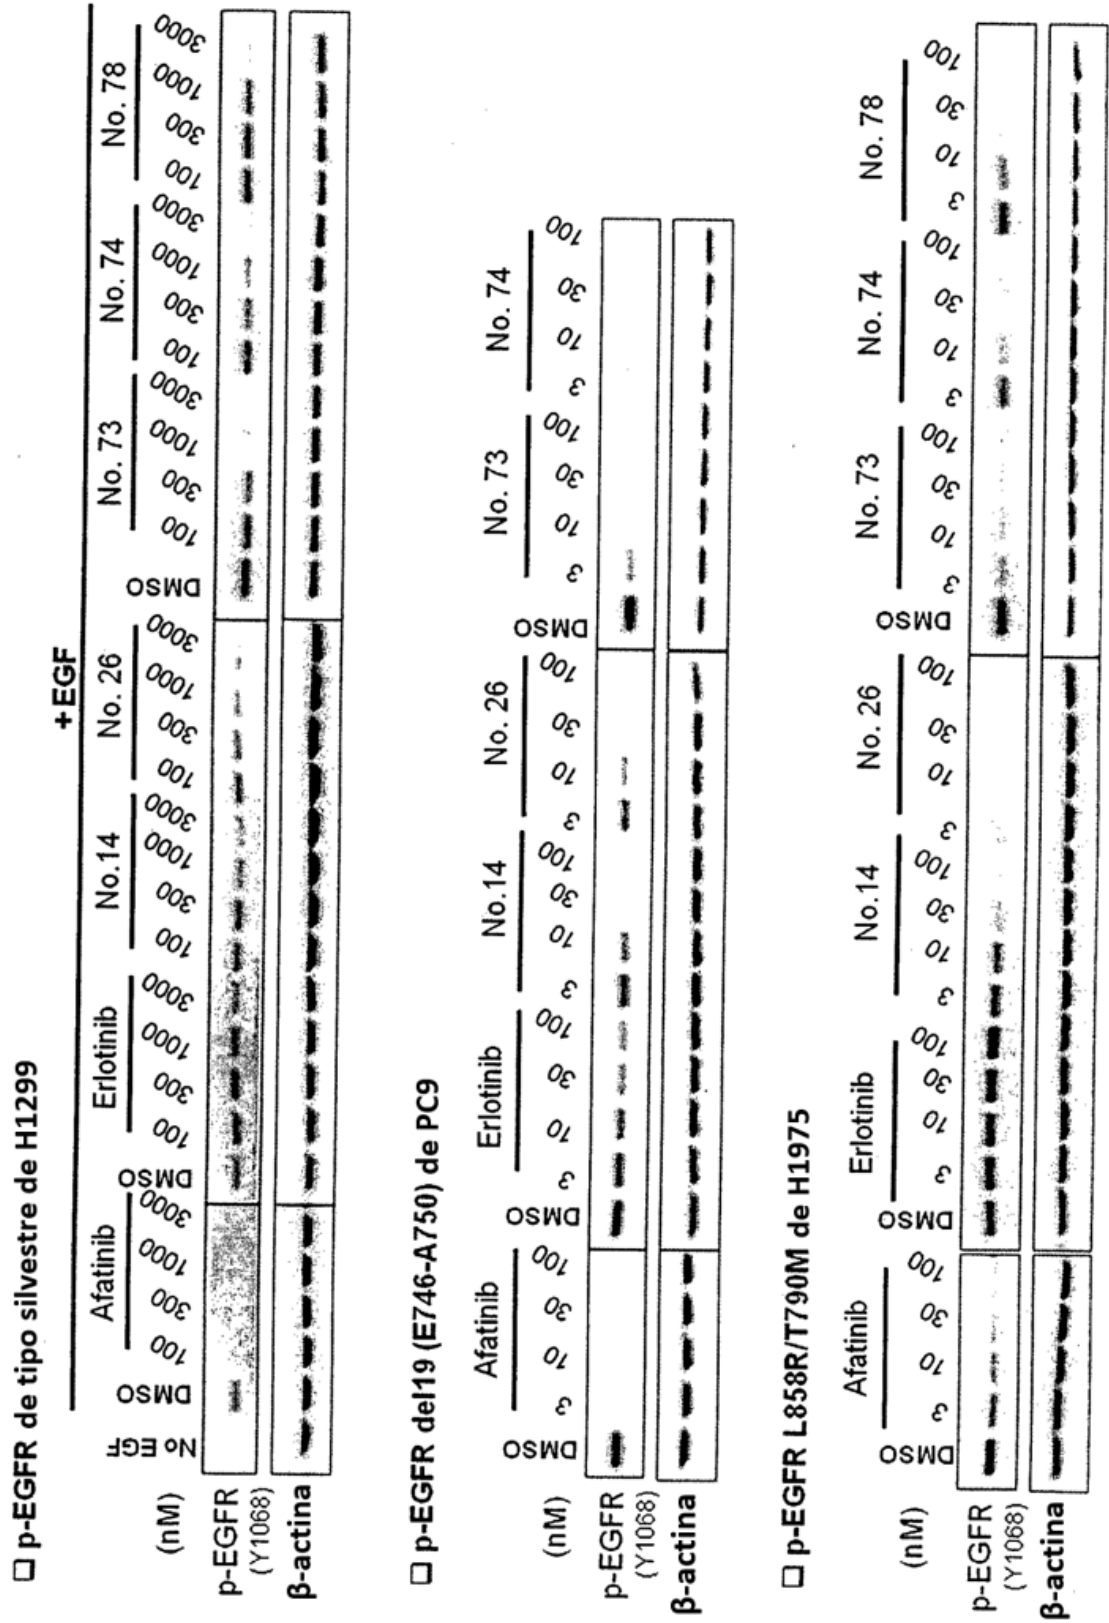 □ p-EGFR de tipo silvestre de H1299
+EGF
Afatinib Erlotinib No.14 No. 26 No. 73 No. 74 No. 78
(nM) No EGF DMSO 100 300 1000 3000 DMSO 100 300 1000 3000 100 300 1000 3000 100 300 1000 3000 DMSO 100 300 1000 3000 100 300 1000 3000 100 300 1000 3000
p-EGFR
(Y1068)
β-actina
□ p-EGFR del19 (E746-A750) de PC9
Afatinib Erlotinib No.14 No. 26 No. 73 No. 74
(nM) DMSO 3 10 30 100 DMSO 3 10 30 100 3 10 30 100 3 10 30 100 DMSO 3 10 30 100 3 10 30 100
p-EGFR
(Y1068)
β-actina
□ p-EGFR L858R/T790M de H1975
Afatinib Erlotinib No.14 No. 26 No. 73 No. 74 No. 78
(nM) DMSO 3 10 30 100 DMSO 3 10 30 100 3 10 30 100 3 10 30 100 DMSO 3 10 30 100 3 10 30 100 3 10 30 100
p-EGFR
(Y1068)
β-actina